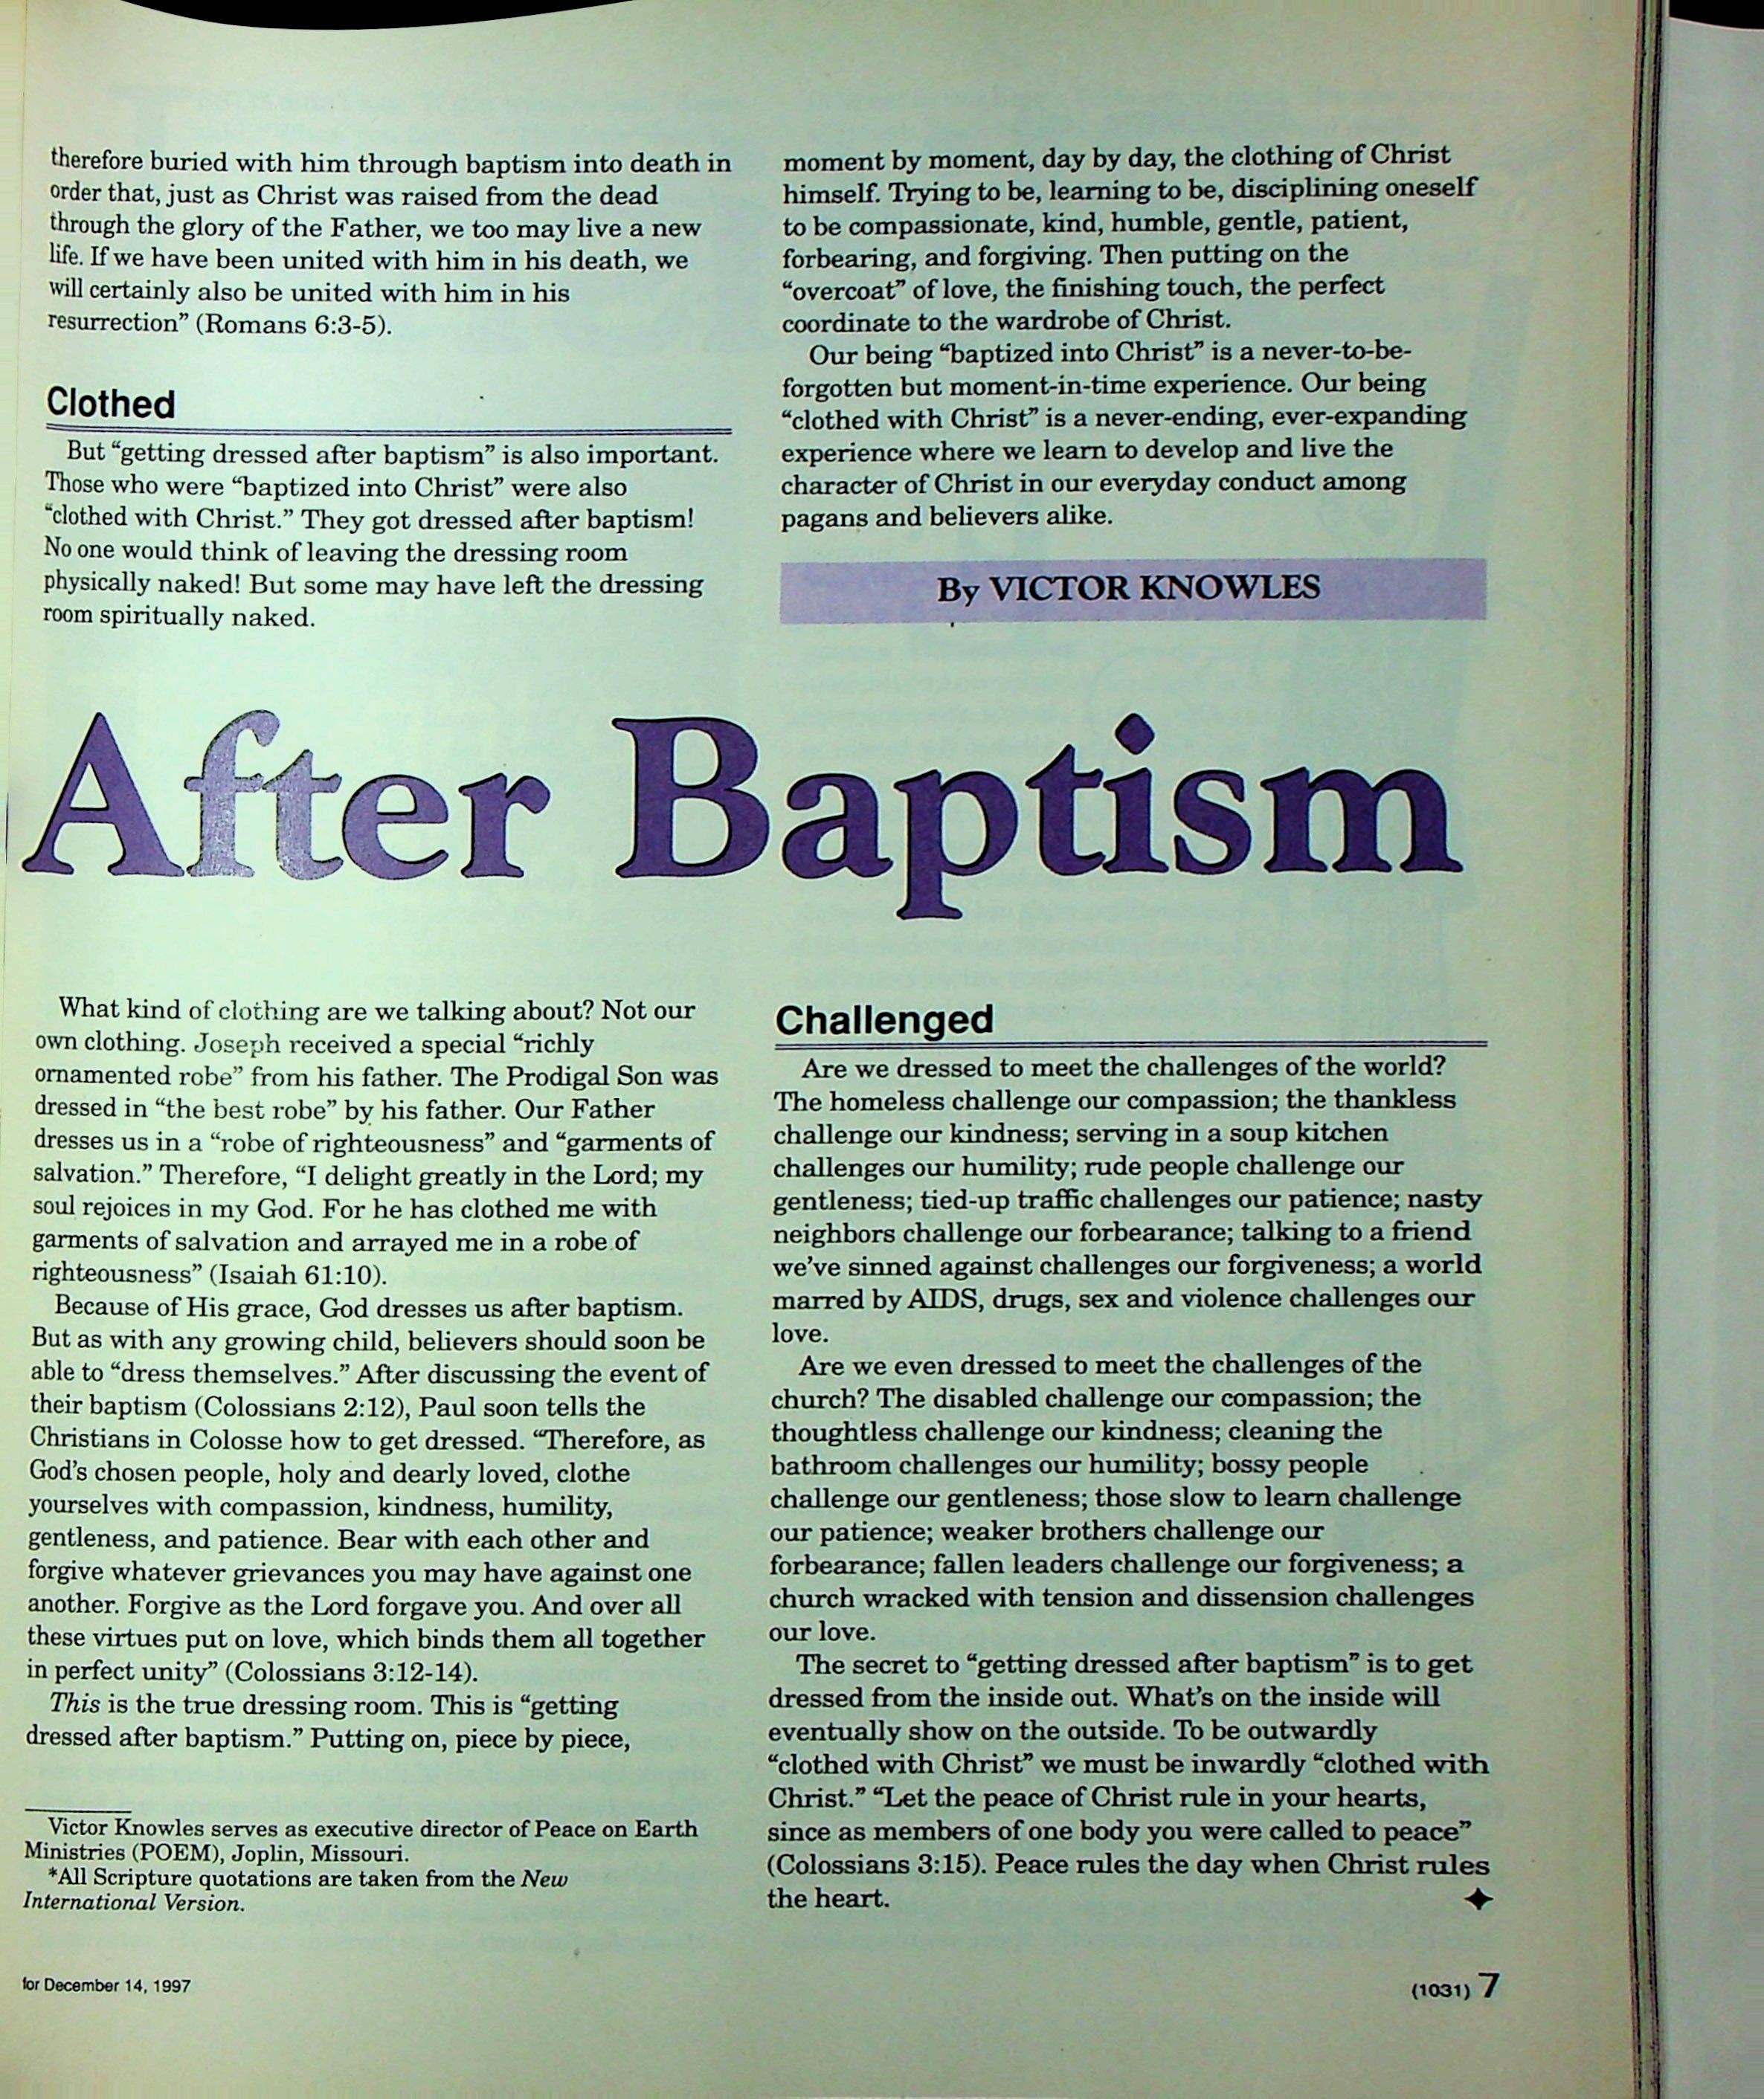 therefore buried with him through baptism into death in
order that, just as Christ was raised from the dead
through the glory of the Father, we too may live a new
life. If we have been united with him in his death, we
will certainly also be united with him in his
resurrection” (Romans 6:3-5).
Clothed
But “getting dressed after baptism” is also important.
Those who were “baptized into Christ” were also
“clothed with Christ.” They got dressed after baptism!
No one would think of leaving the dressing room
physically naked! But some may have left the dressing
room spiritually naked.
moment by moment, day by day, the clothing of Christ
himself. Trying to be, learning to be, disciplining oneself
to be compassionate, kind, humble, gentle, patient,
forbearing, and forgiving. Then putting on the
“overcoat” of love, the finishing touch, the perfect
coordinate to the wardrobe of Christ.
Our being “baptized into Christ” is a never-to-be-
forgotten but moment-in-time experience. Our being
“clothed with Christ” is a never-ending, ever-expanding
experience where we learn to develop and live the
character of Christ in our everyday conduct among
pagans and believers alike.
By VICTOR KNOWLES
After Baptism
What kind of clothing are we talking about? Not our
own clothing. Joseph received a special “richly
ornamented robe” from his father. The Prodigal Son was
dressed in “the best robe” by his father. Our Father
dresses us in a “robe of righteousness” and “garments of
salvation.” Therefore, “I delight greatly in the Lord; my
soul rejoices in my God. For he has clothed me with
garments of salvation and arrayed me in a robe of
righteousness” (Isaiah 61:10).
Because of His grace, God dresses us after baptism.
But as with any growing child, believers should soon be
able to “dress themselves.” After discussing the event of
their baptism (Colossians 2:12), Paul soon tells the
Christians in Colosse how to get dressed. “Therefore, as
God’s chosen people, holy and dearly loved, clothe
yourselves with compassion, kindness, humility,
gentleness, and patience. Bear with each other and
forgive whatever grievances you may have against one
another. Forgive as the Lord forgave you. And over all
these virtues put on love, which binds them all together
in perfect unity” (Colossians 3:12-14).
This is the true dressing room. This is “getting
dressed after baptism.” Putting on, piece by piece,
Victor Knowles serves as executive director of Peace on Earth
Ministries (POEM), Joplin, Missouri.
*All Scripture quotations are taken from the New
International Version.
Challenged
Are we dressed to meet the challenges of the world?
The homeless challenge our compassion; the thankless
challenge our kindness; serving in a soup kitchen
challenges our humility; rude people challenge our
gentleness; tied-up traffic challenges our patience; nasty
neighbors challenge our forbearance; talking to a friend
we’ve sinned against challenges our forgiveness; a world
marred by AIDS, drugs, sex and violence challenges our
love.
Are we even dressed to meet the challenges of the
church? The disabled challenge our compassion; the
thoughtless challenge our kindness; cleaning the
bathroom challenges our humility; bossy people
challenge our gentleness; those slow to learn challenge
our patience; weaker brothers challenge our
forbearance; fallen leaders challenge our forgiveness; a
church wracked with tension and dissension challenges
our love.
The secret to “getting dressed after baptism” is to get
dressed from the inside out. What’s on the inside will
eventually show on the outside. To be outwardly
“clothed with Christ” we must be inwardly “clothed with
Christ.” “Let the peace of Christ rule in your hearts,
since as members of one body you were called to peace”
(Colossians 3:15). Peace rules the day when Christ rules
the heart.
for December 14, 1997
(1031) 7